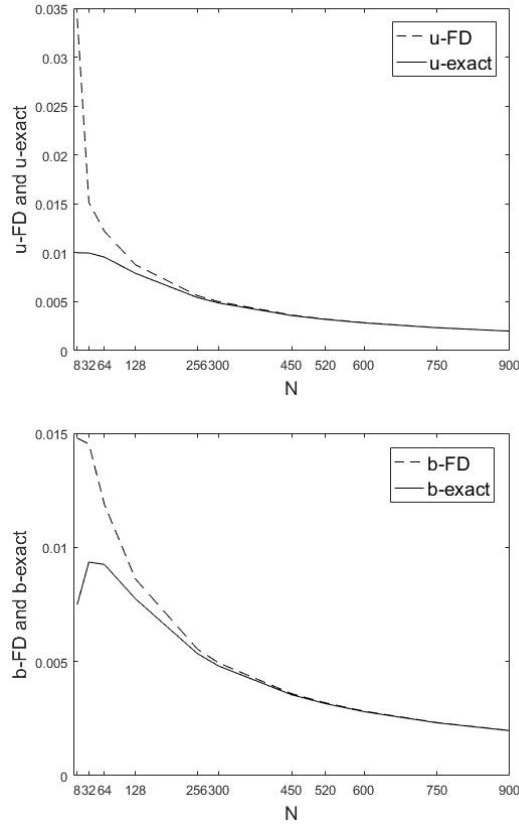 0.035
0.03
0.025
0.02
0.015
0.01
0.005
0
u-FD and u-exact
u-FD
u-exact
8 32 64 128 256 300 450 520 600 750 900
N
0.015
0.01
0.005
0
b-FD and b-exact
b-FD
b-exact
8 32 64 128 256 300 450 520 600 750 900
N